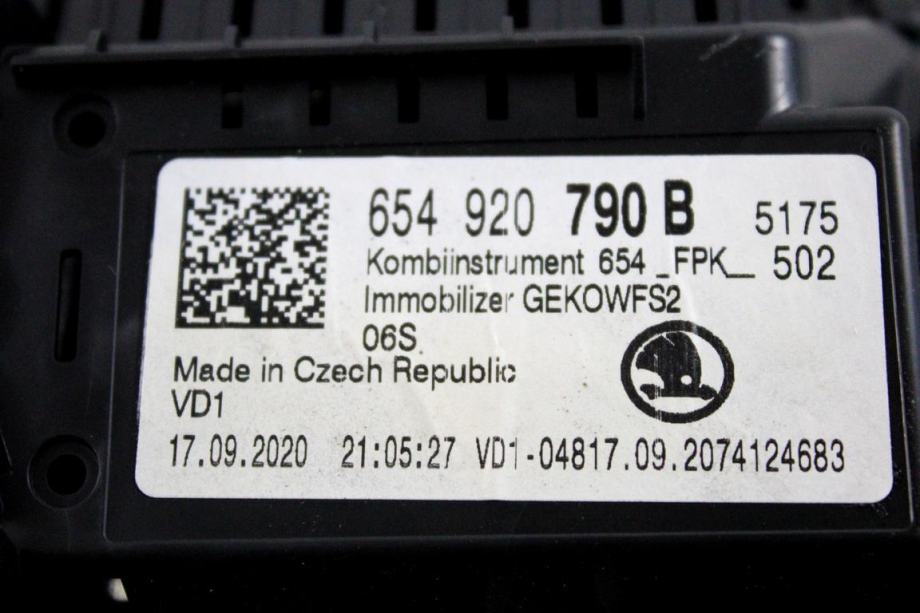 654 920 790 B 5175
Kombiinstrument 654 _FPK_ 502
Immobilizer GEKOWFS2
06S
Made in Czech Republic
VD1
17.09.2020 21:05:27 VD1-04817.09.2074124683